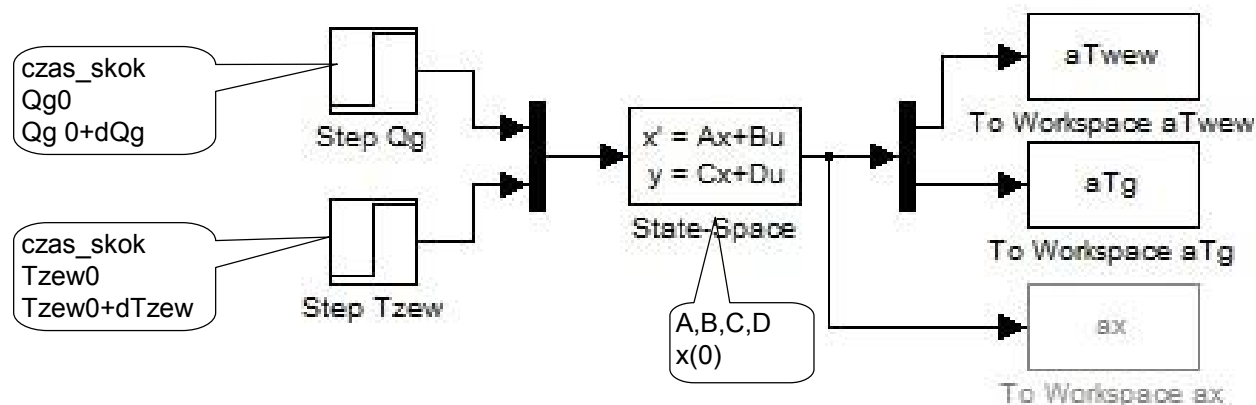 czas_skok
Qg0
Qg 0+dQg
Step Qg
czas_skok
Tzew0
Tzew0+dTzew
Step Tzew
x' = Ax+Bu
y = Cx+Du
State-Space
A,B,C,D
x(0)
aTwew
To Workspace aTwew
aTg
To Workspace aTg
ax
To Workspace ax